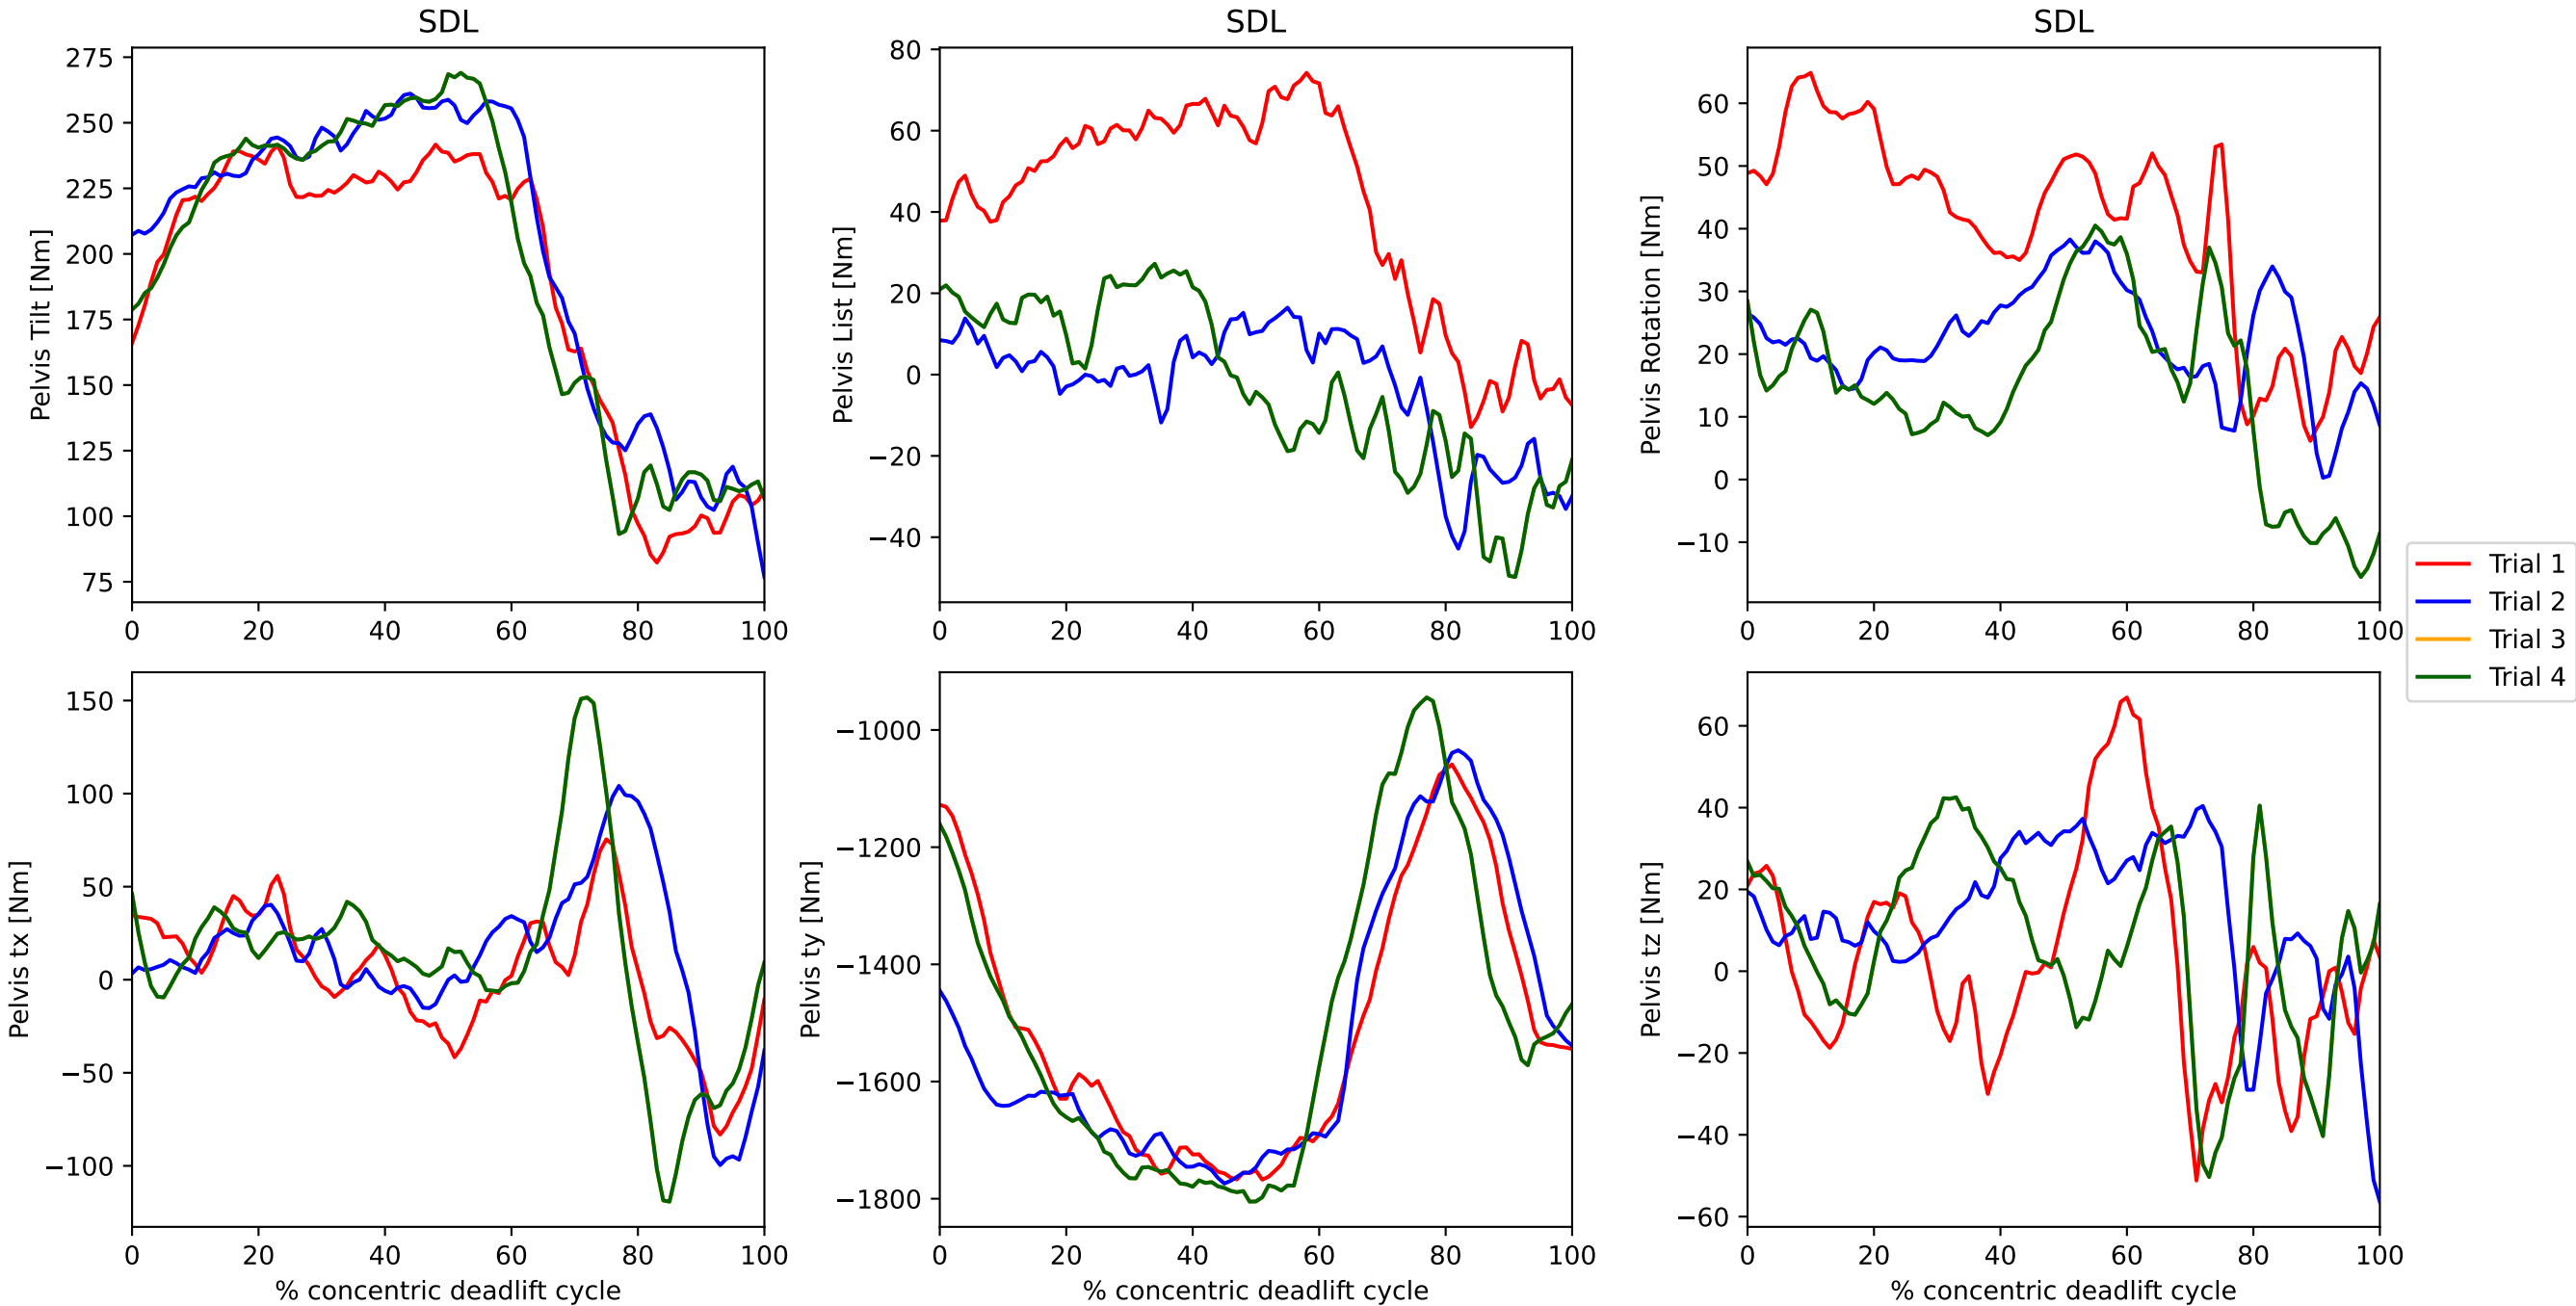 SDL
SDL
SDL
Pelvis Tilt [Nm]
275
250
225
200
175
150
125
100
75
0 20 40 60 80 100
Pelvis List [Nm]
80
60
40
20
0
−20
−40
0 20 40 60 80 100
Pelvis Rotation [Nm]
60
50
40
30
20
10
0
−10
0 20 40 60 80 100
Trial 1
Trial 2
Trial 3
Trial 4
Pelvis tx [Nm]
150
100
50
0
−50
−100
0 20 40 60 80 100
% concentric deadlift cycle
Pelvis ty [Nm]
−1000
−1200
−1400
−1600
−1800
0 20 40 60 80 100
% concentric deadlift cycle
Pelvis tz [Nm]
60
40
20
0
−20
−40
−60
0 20 40 60 80 100
% concentric deadlift cycle